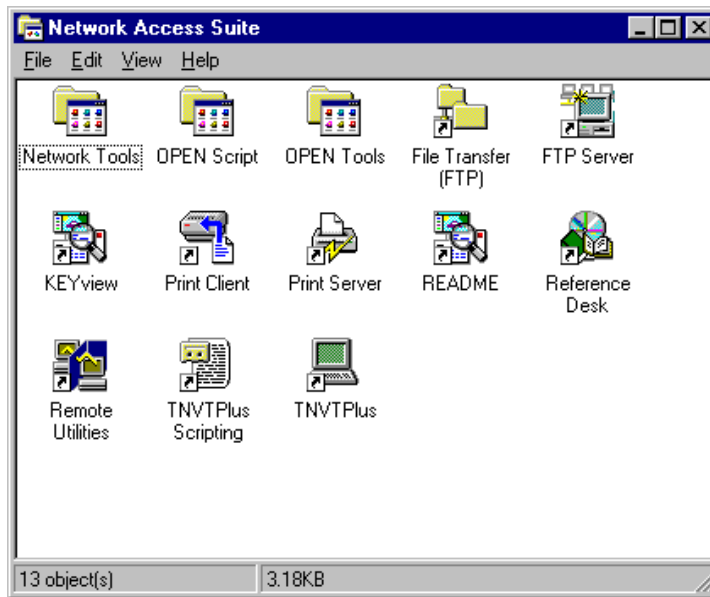 Network Access Suite
File Edit View Help
Network Tools
OPEN Script
OPEN Tools
File Transfer
(FTP)
FTP Server
KEYview
Print Client
Print Server
README
Reference
Desk
Remote
Utilities
TNVTPlus
Scripting
TNVTPlus
13 object(s)
3.18KB